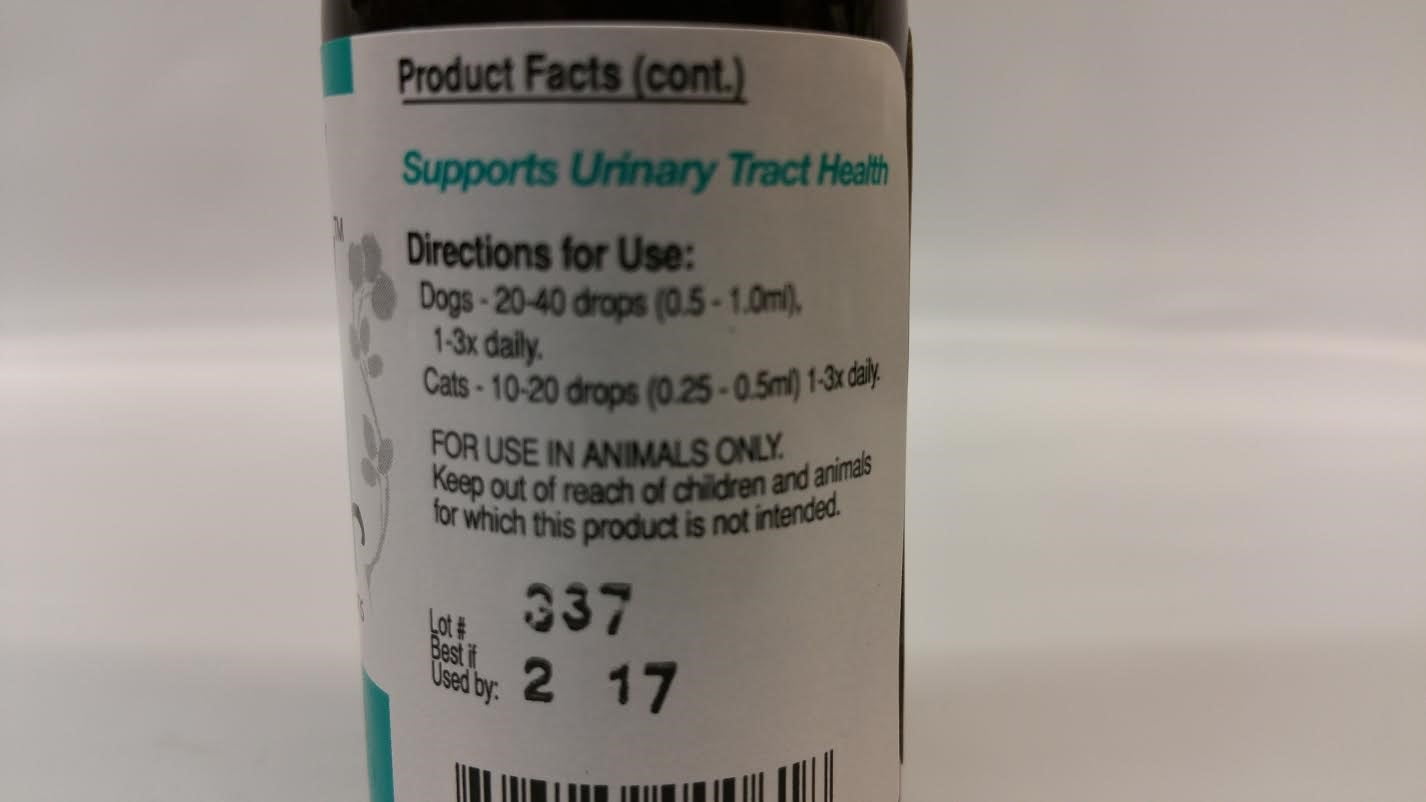 Product Facts (cont.)
Supports Urinary Tract Health
TM
Directions for Use:
Dogs - 20-40 drops (0.5 - 1.0ml),
1-3x daily.
Cats - 10-20 drops (0.25 - 0.5ml) 1-3x daily.
FOR USE IN ANIMALS ONLY.
Keep out of reach of children and animals
for which this product is not intended.
Lot # 337
Best if
Used by: 2 17